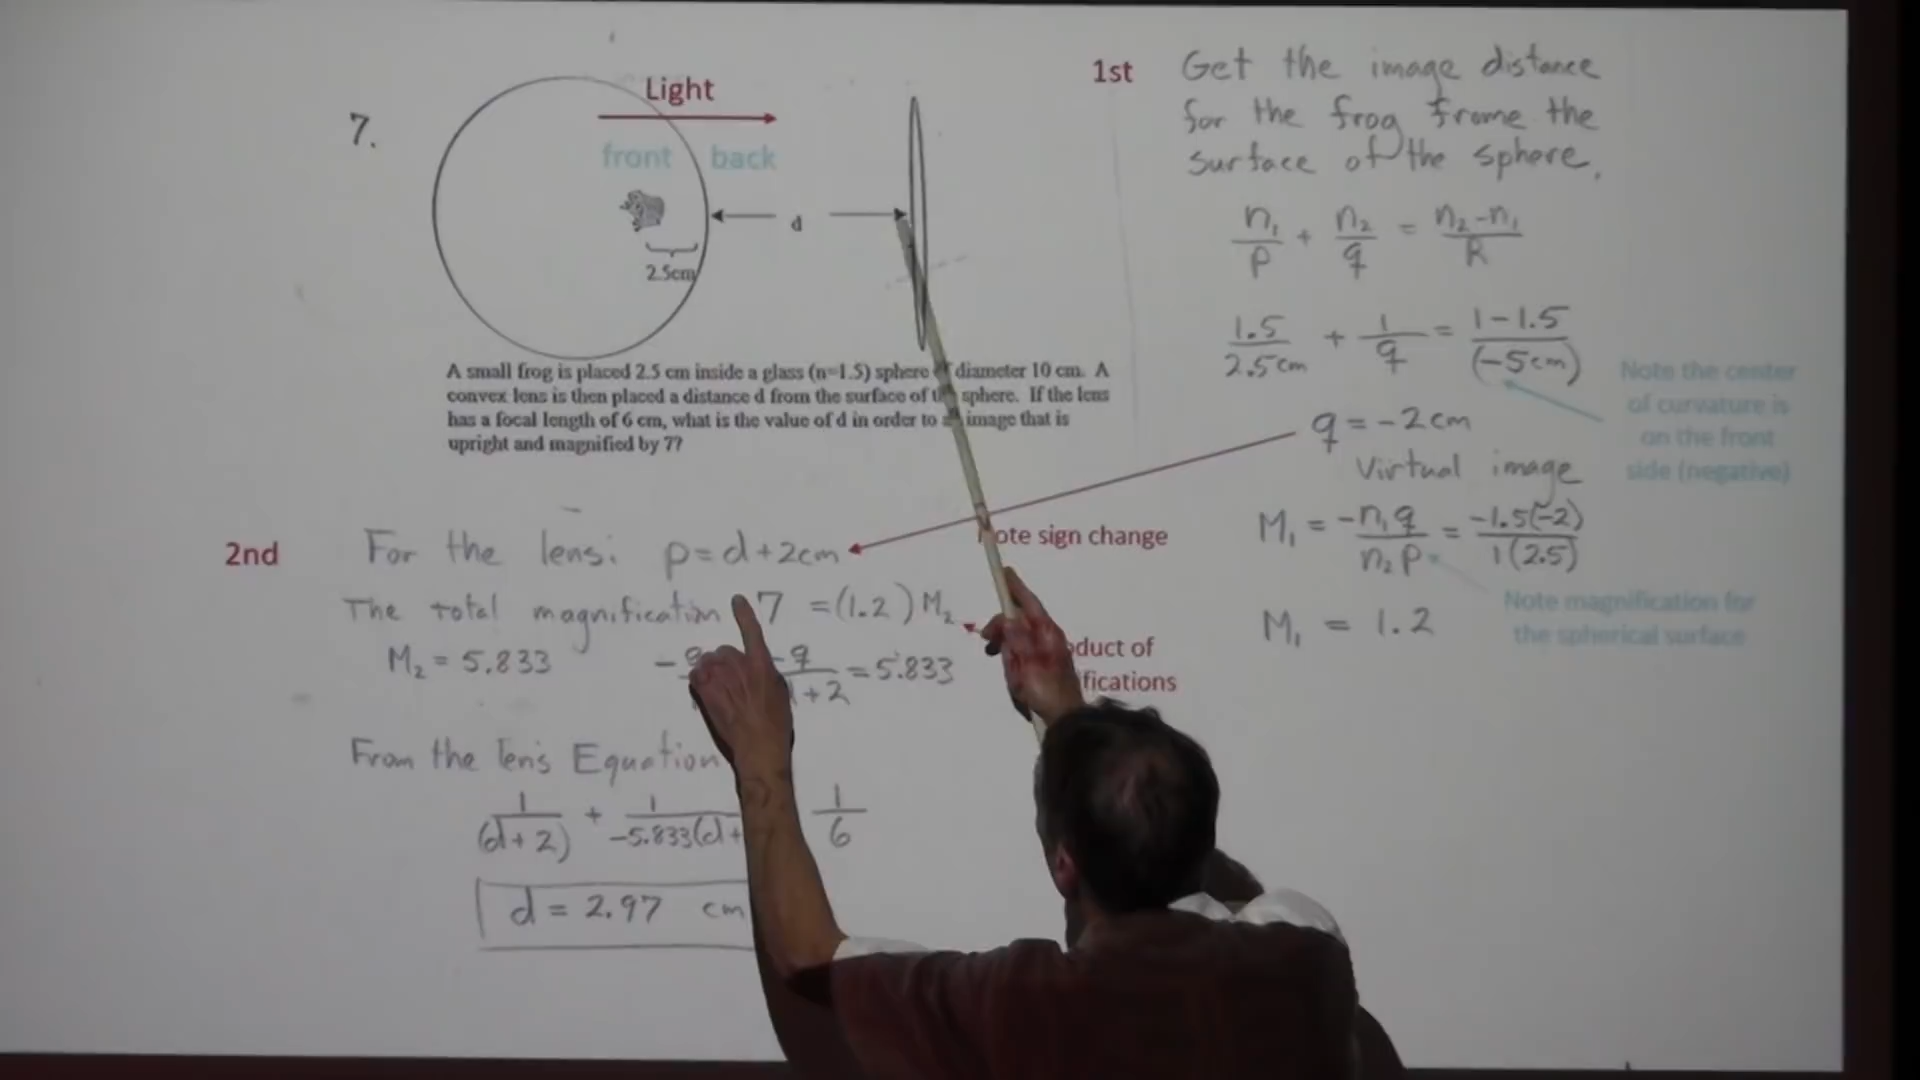 7.
Light
front back
d
2.5cm
A small frog is placed 2.5 cm inside a glass (n=1.5) sphere diameter 10 cm. A
convex lens is then placed a distance d from the surface of sphere. If the lens
has a focal length of 6 cm, what is the value of d in order to image that is
upright and magnified by 7?
1st Get the image distance
for the frog frome the
surface of the sphere.
n₁/p + n₂/q = n₂-n₁/R
1.5/2.5cm + 1/q = 1-1.5/(-5cm)
Note the center
of curvature is
on the front
side (negative)
q = -2cm
Virtual image
M₁ = -n₁q/n₂p = -1.5(-2)/1(2.5)
Note magnification for
the spherical surface
M₁ = 1.2
2nd For the lens: p = d + 2cm
sign change
The total magnification 7 = (1.2) M₂
M₂ = 5.833 = 5.833
From the lens Equation
1/(d+2) + 1/-5.833(d+ 1/6
d = 2.97 cm